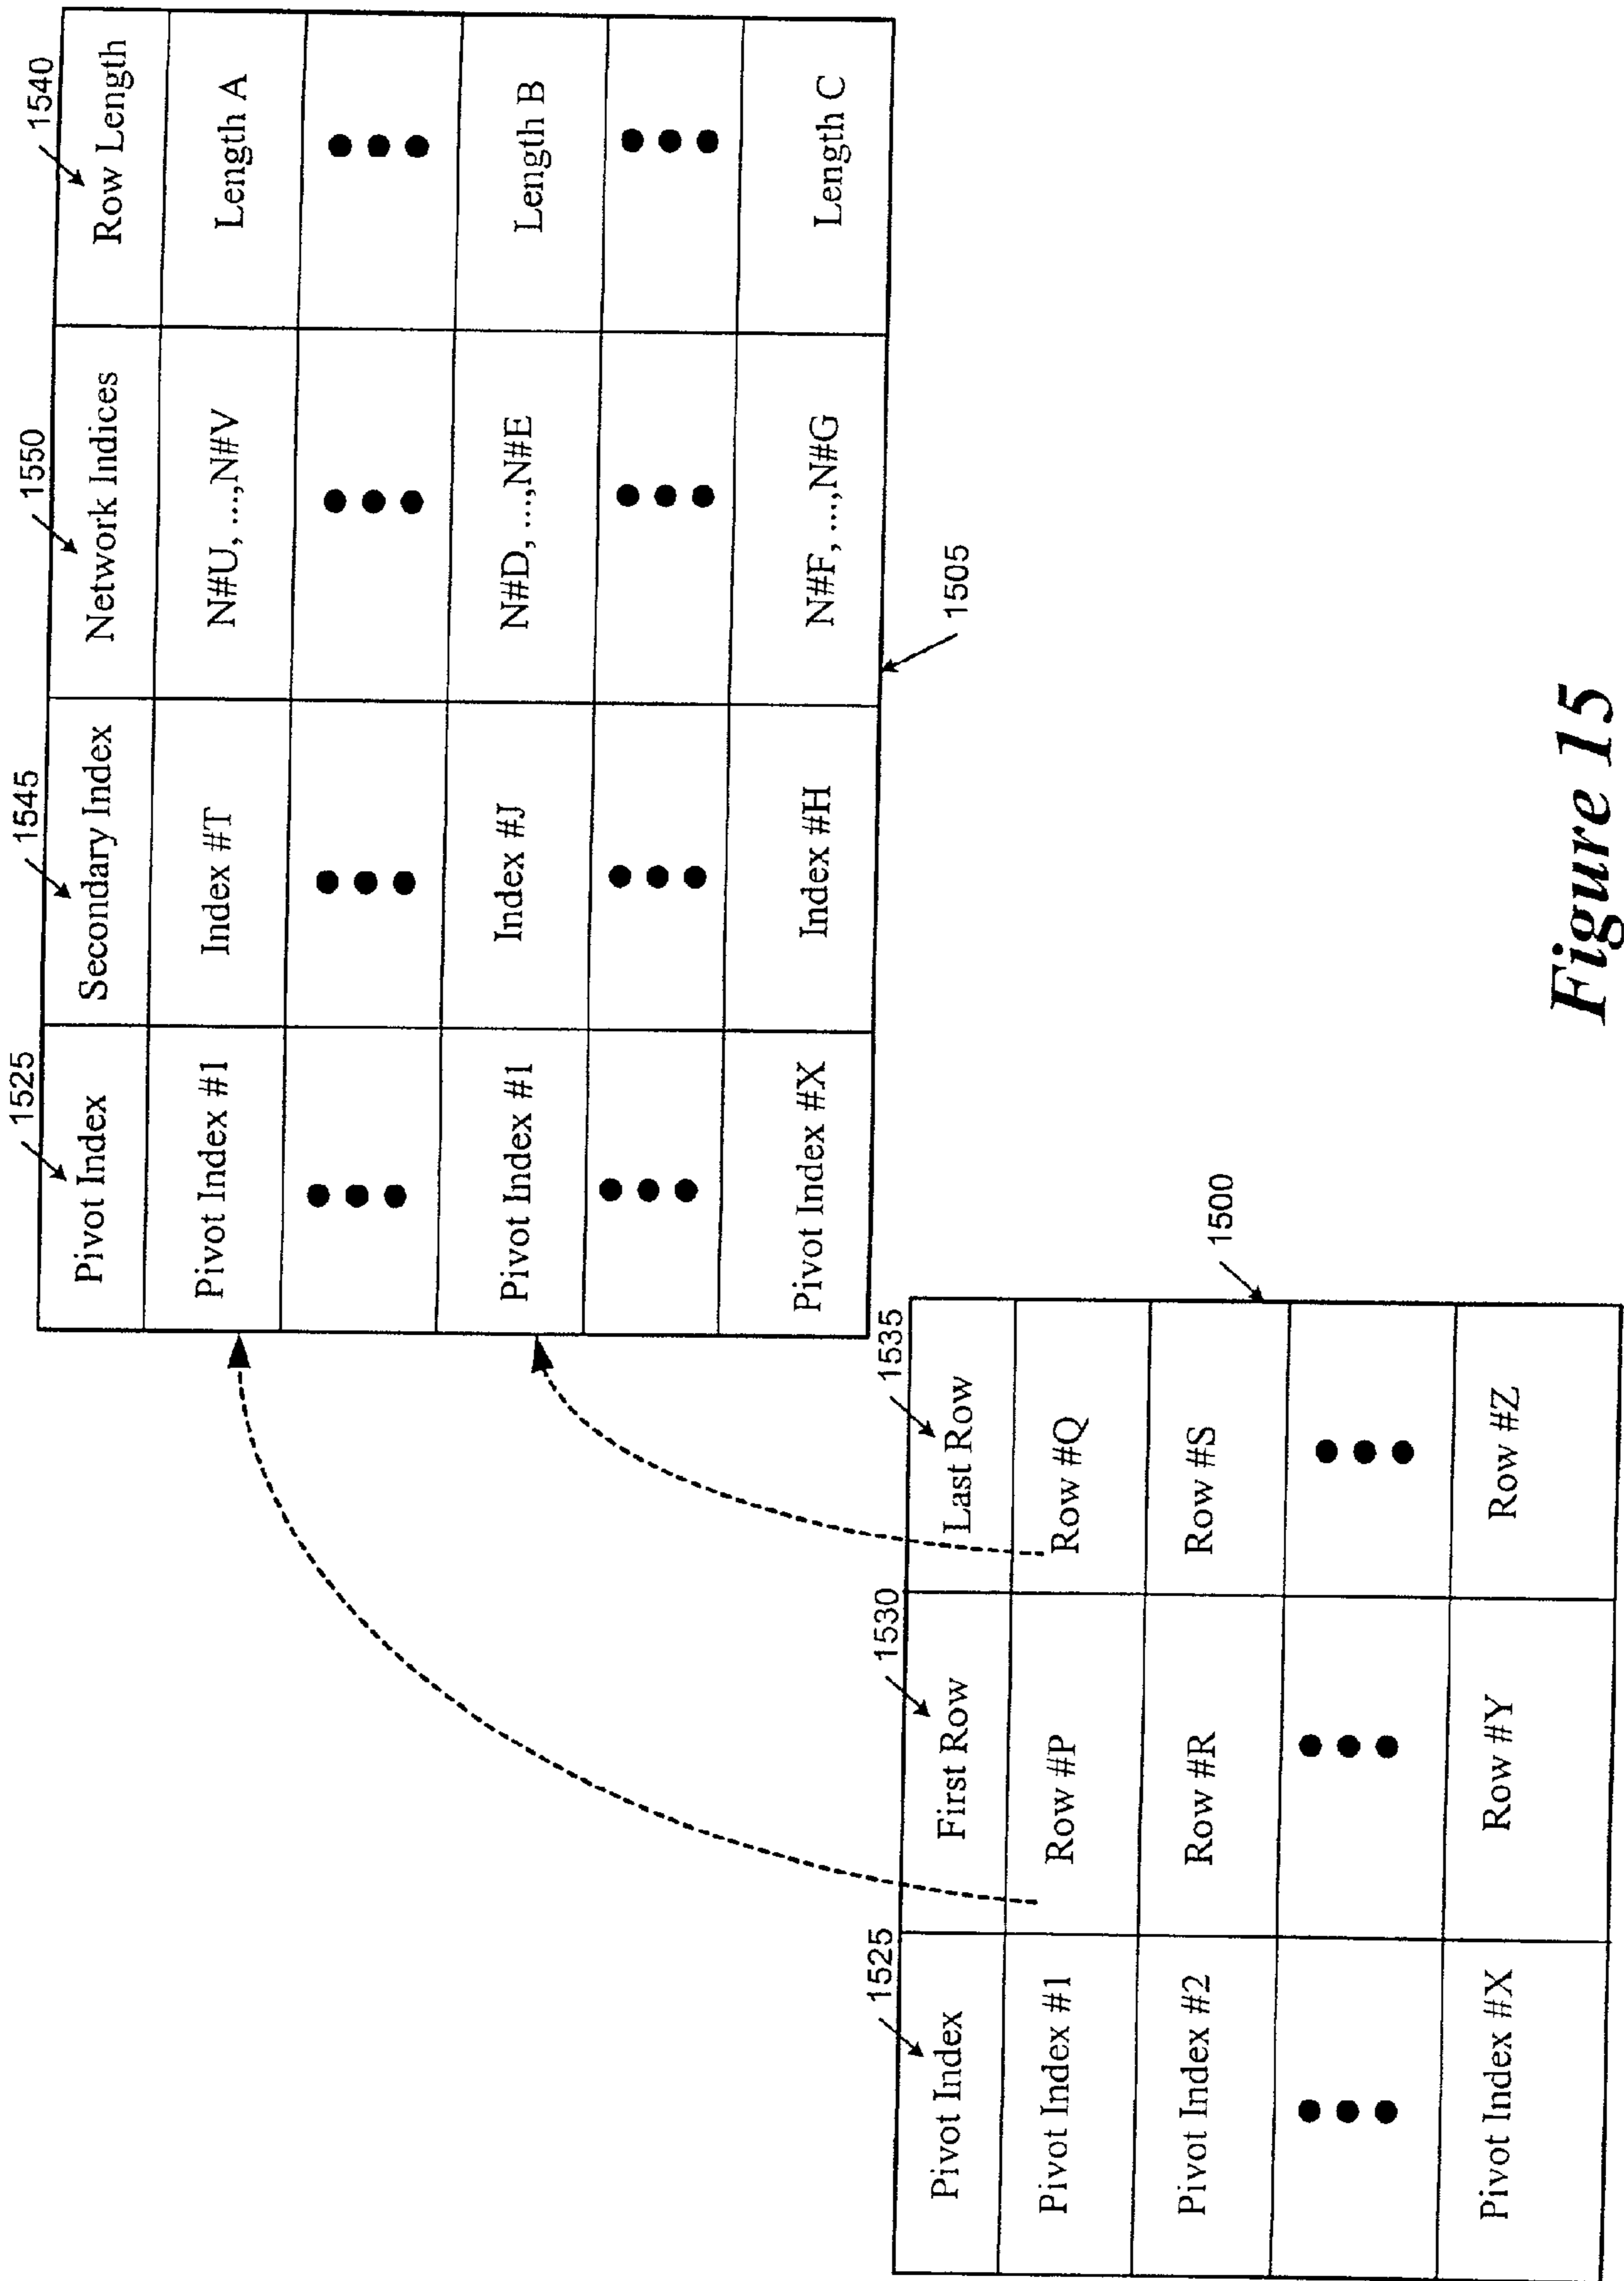 1525 1545 1550 1540
Pivot Index Secondary Index Network Indices Row Length
Pivot Index #1 Index #T N#U, ...,N#V Length A
Pivot Index #1 Index #J N#D, ...,N#E Length B
Pivot Index #X Index #H N#F, ...,N#G Length C
1505
1525 1530 1535
1500
Pivot Index First Row Last Row
Pivot Index #1 Row #P Row #Q
Pivot Index #2 Row #R Row #S
Pivot Index #X Row #Y Row #Z
Figure 15